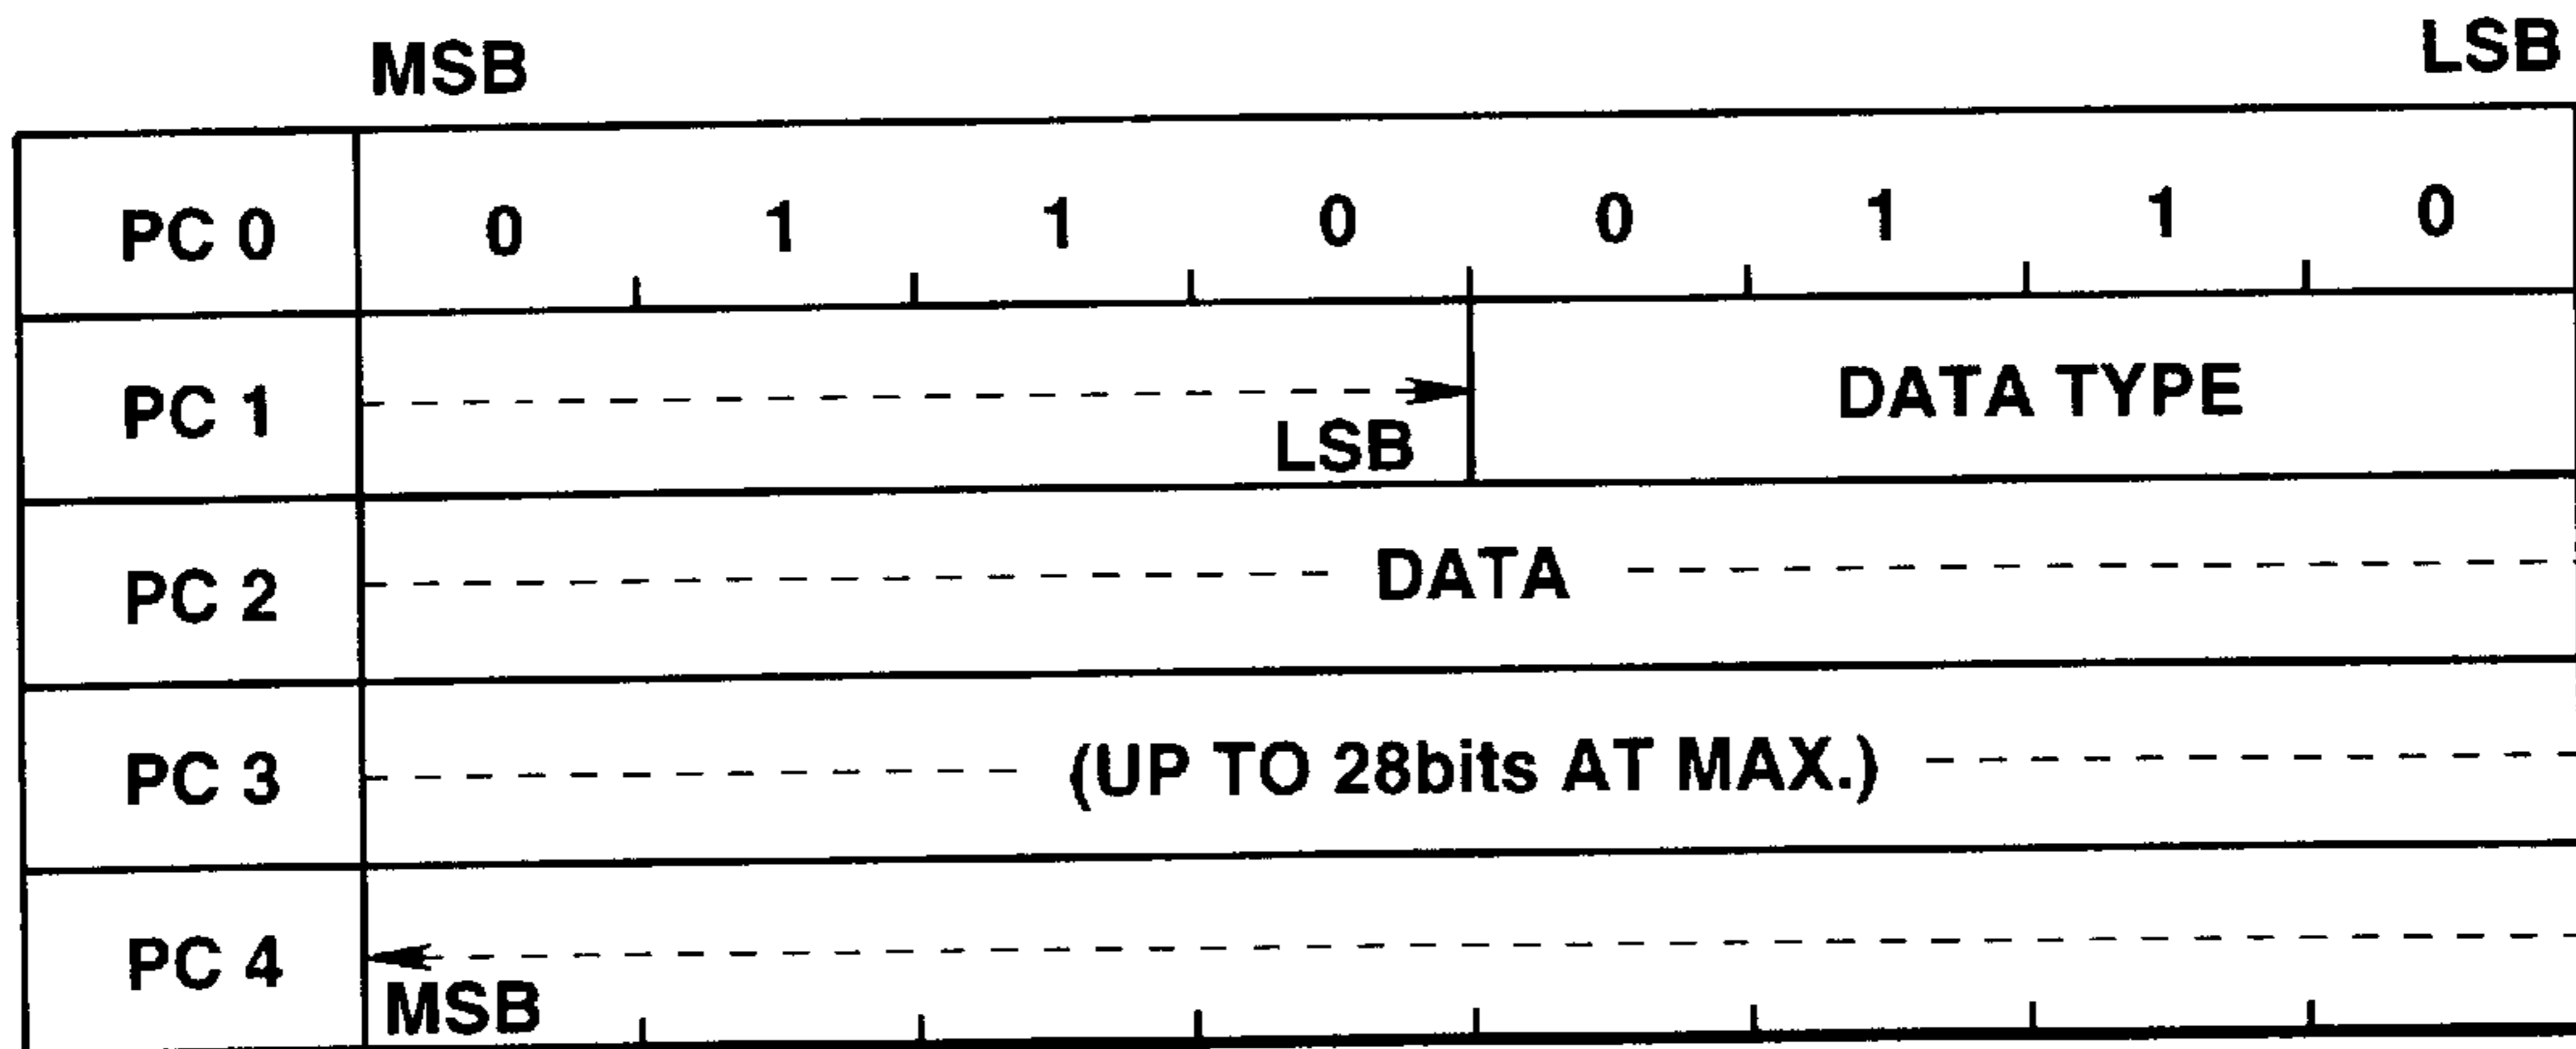 MSB LSB
PC 0 0 1 1 0 0 1 1 0
PC 1 LSB DATA TYPE
PC 2 DATA
PC 3 (UP TO 28bits AT MAX.)
PC 4 MSB